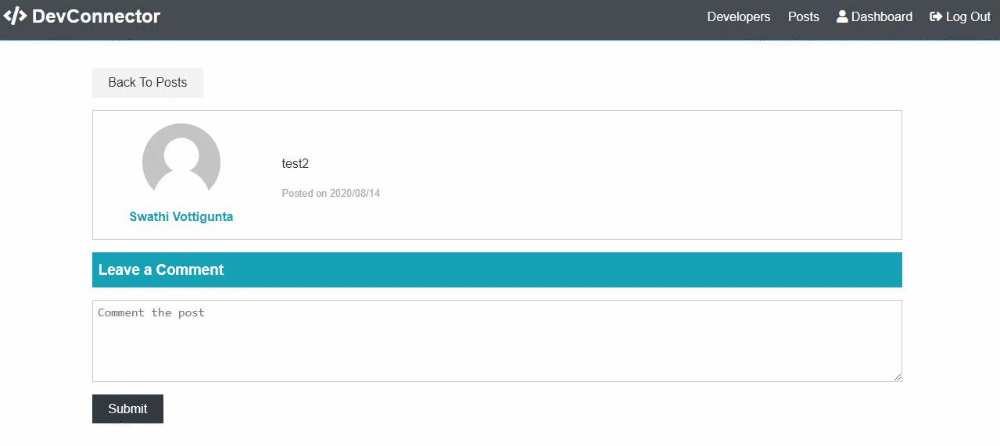 </> DevConnector
Developers Posts Dashboard Log Out
Back To Posts
test2
Posted on 2020/08/14
Swathi Vottigunta
Leave a Comment
Comment the post
Submit